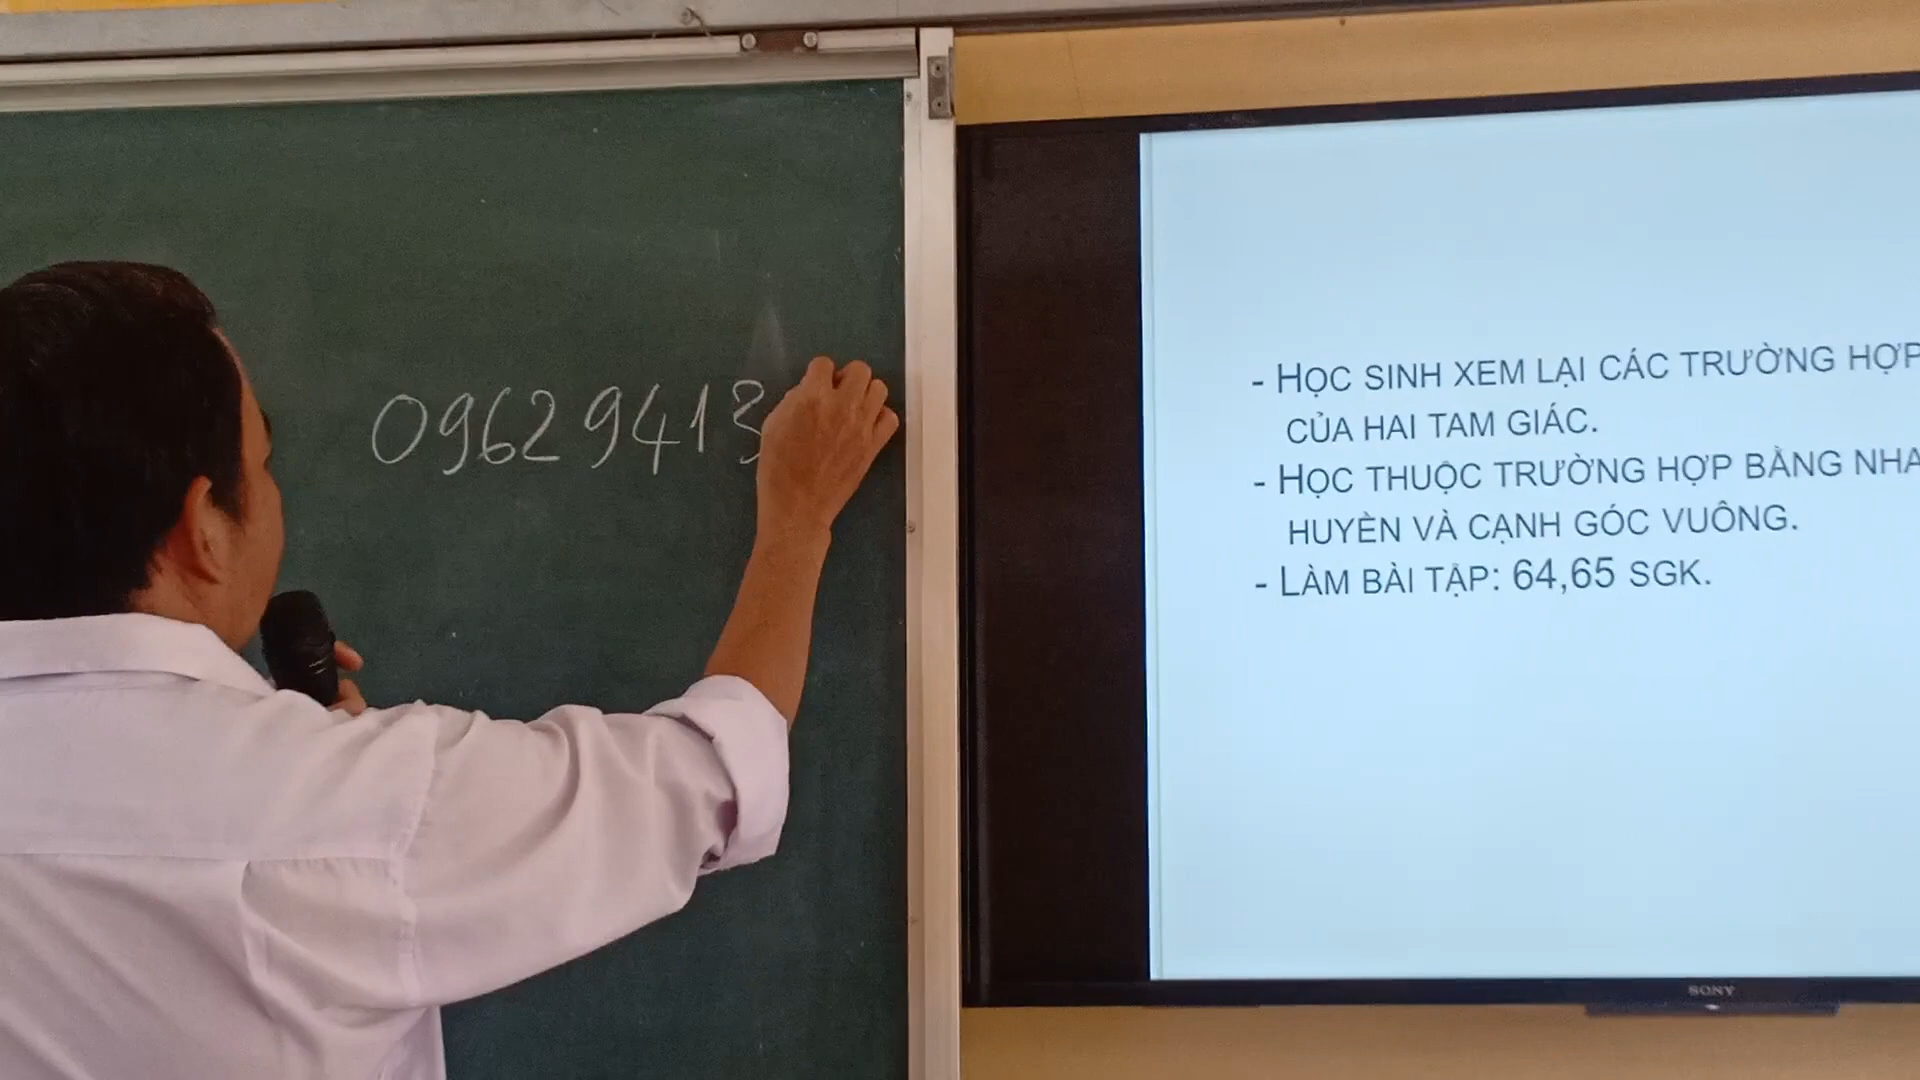 09629413
- HỌC SINH XEM LẠI CÁC TRƯỜNG HỢP
CỦA HAI TAM GIÁC.
- HỌC THUỘC TRƯỜNG HỢP BẰNG NHA
HUYỀN VÀ CẠNH GÓC VUÔNG.
- LÀM BÀI TẬP: 64,65 SGK.
SONY